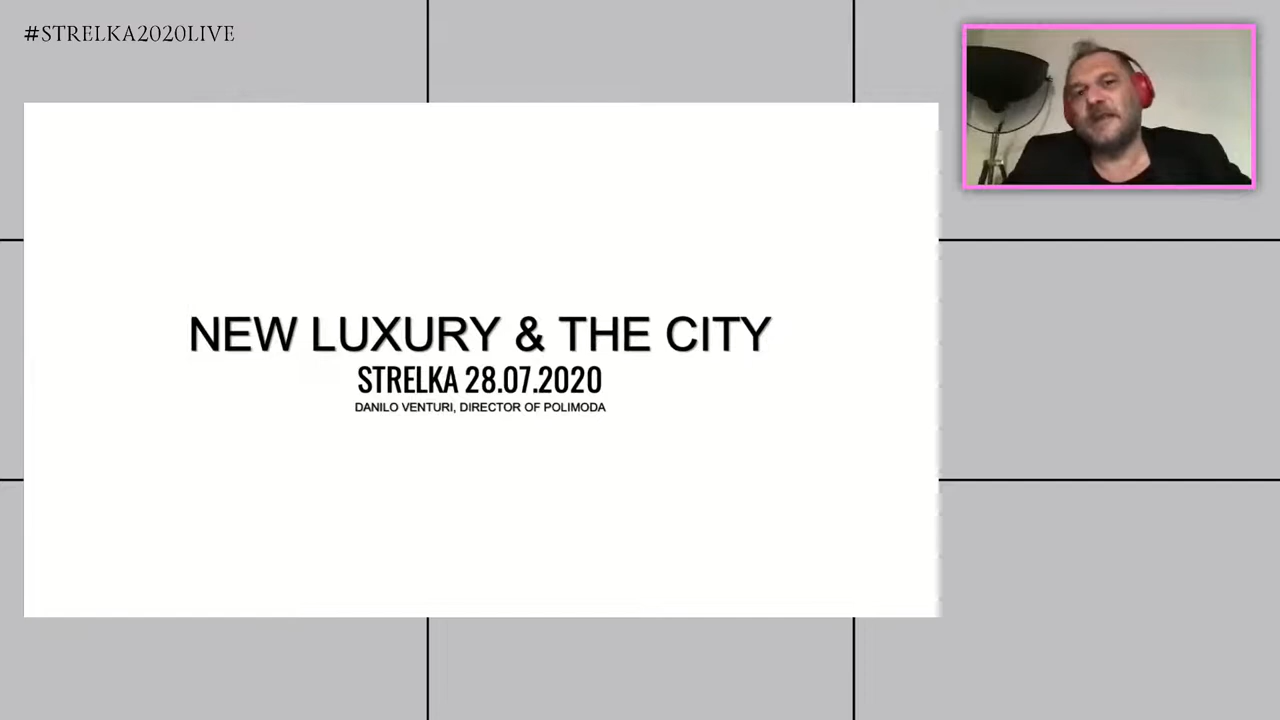 #STRELKA2020LIVE
NEW LUXURY & THE CITY
STRELKA 28.07.2020
DANILO VENTURI, DIRECTOR OF POLIMODA